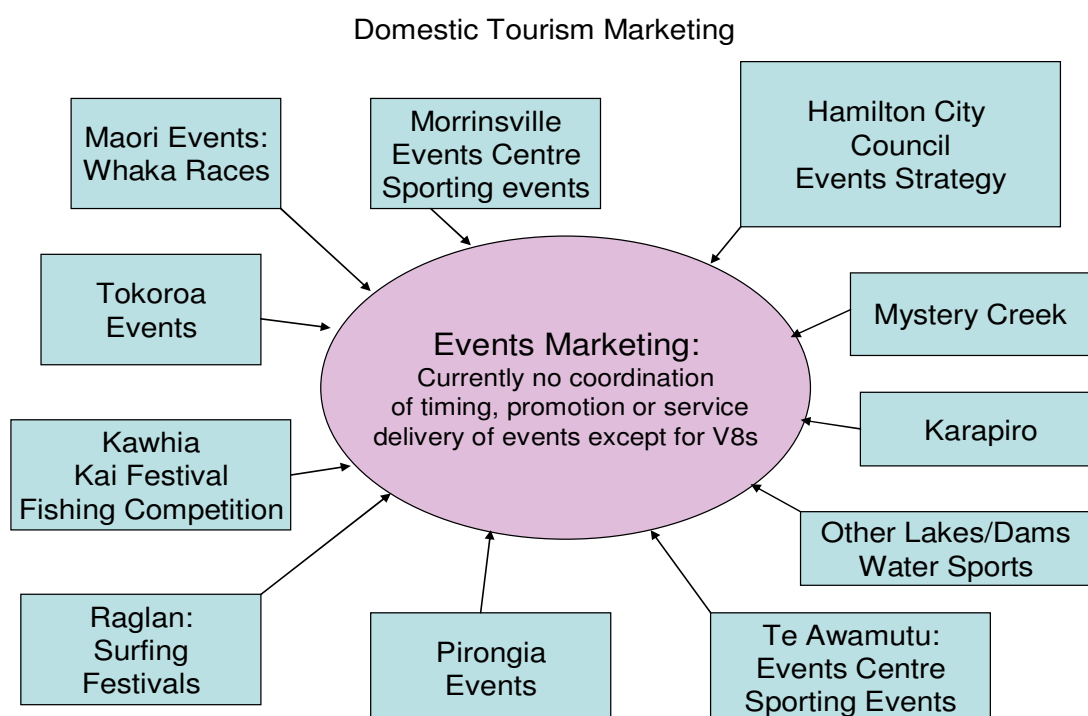 Domestic Tourism Marketing
Maori Events:
Whaka Races
Morrinsville
Events Centre
Sporting events
Hamilton City
Council
Events Strategy
Tokoroa
Events
Mystery Creek
Events Marketing:
Currently no coordination
of timing, promotion or service
delivery of events except for V8s
Karapiro
Kawhia
Kai Festival
Fishing Competition
Other Lakes/Dams
Water Sports
Raglan:
Surfing
Festivals
Pirongia
Events
Te Awamutu:
Events Centre
Sporting Events